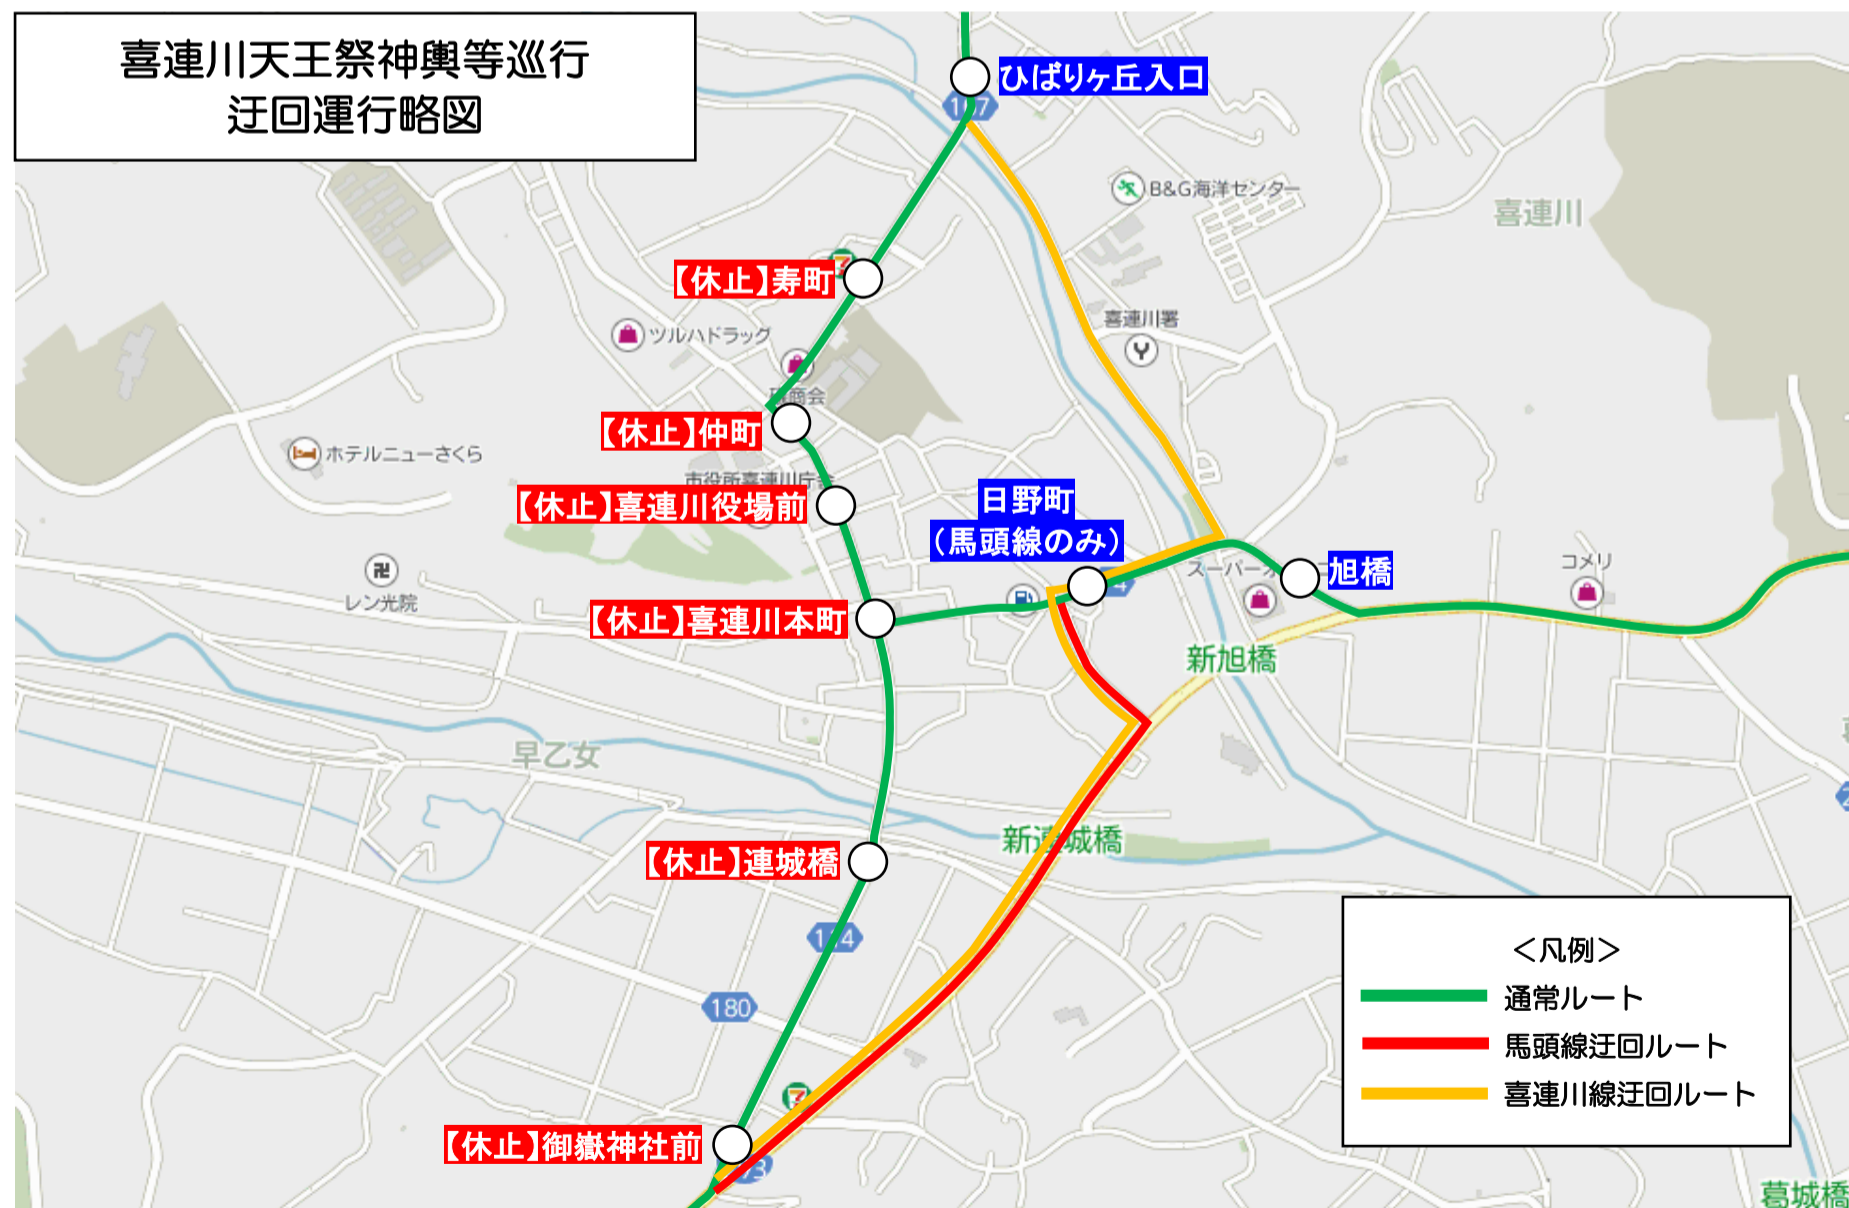 喜連川天王祭神輿等巡行
迂回運行略図
ひばりヶ丘入口
B&G海洋センター
喜連川
【休止】寿町
喜連川署
ツルハドラッグ
【休止】仲町
ホテルニューさくら
【休止】喜連川役場前
日野町
（馬頭線のみ）
コメリ
旭橋
レン光院
【休止】喜連川本町
新旭橋
早乙女
新連城橋
【休止】連城橋
180
【休止】御嶽神社前
＜凡例＞
通常ルート
馬頭線迂回ルート
喜連川線迂回ルート
葛城橋